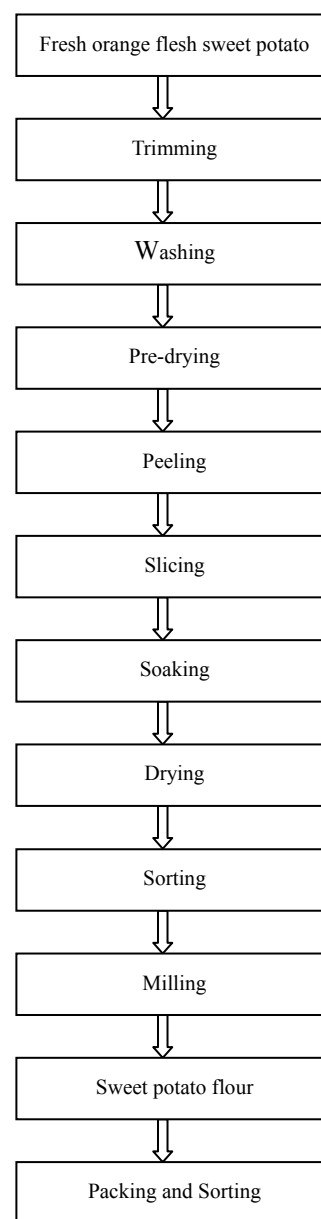 Fresh orange flesh sweet potato
Trimming
Washing
Pre-drying
Peeling
Slicing
Soaking
Drying
Sorting
Milling
Sweet potato flour
Packing and Sorting